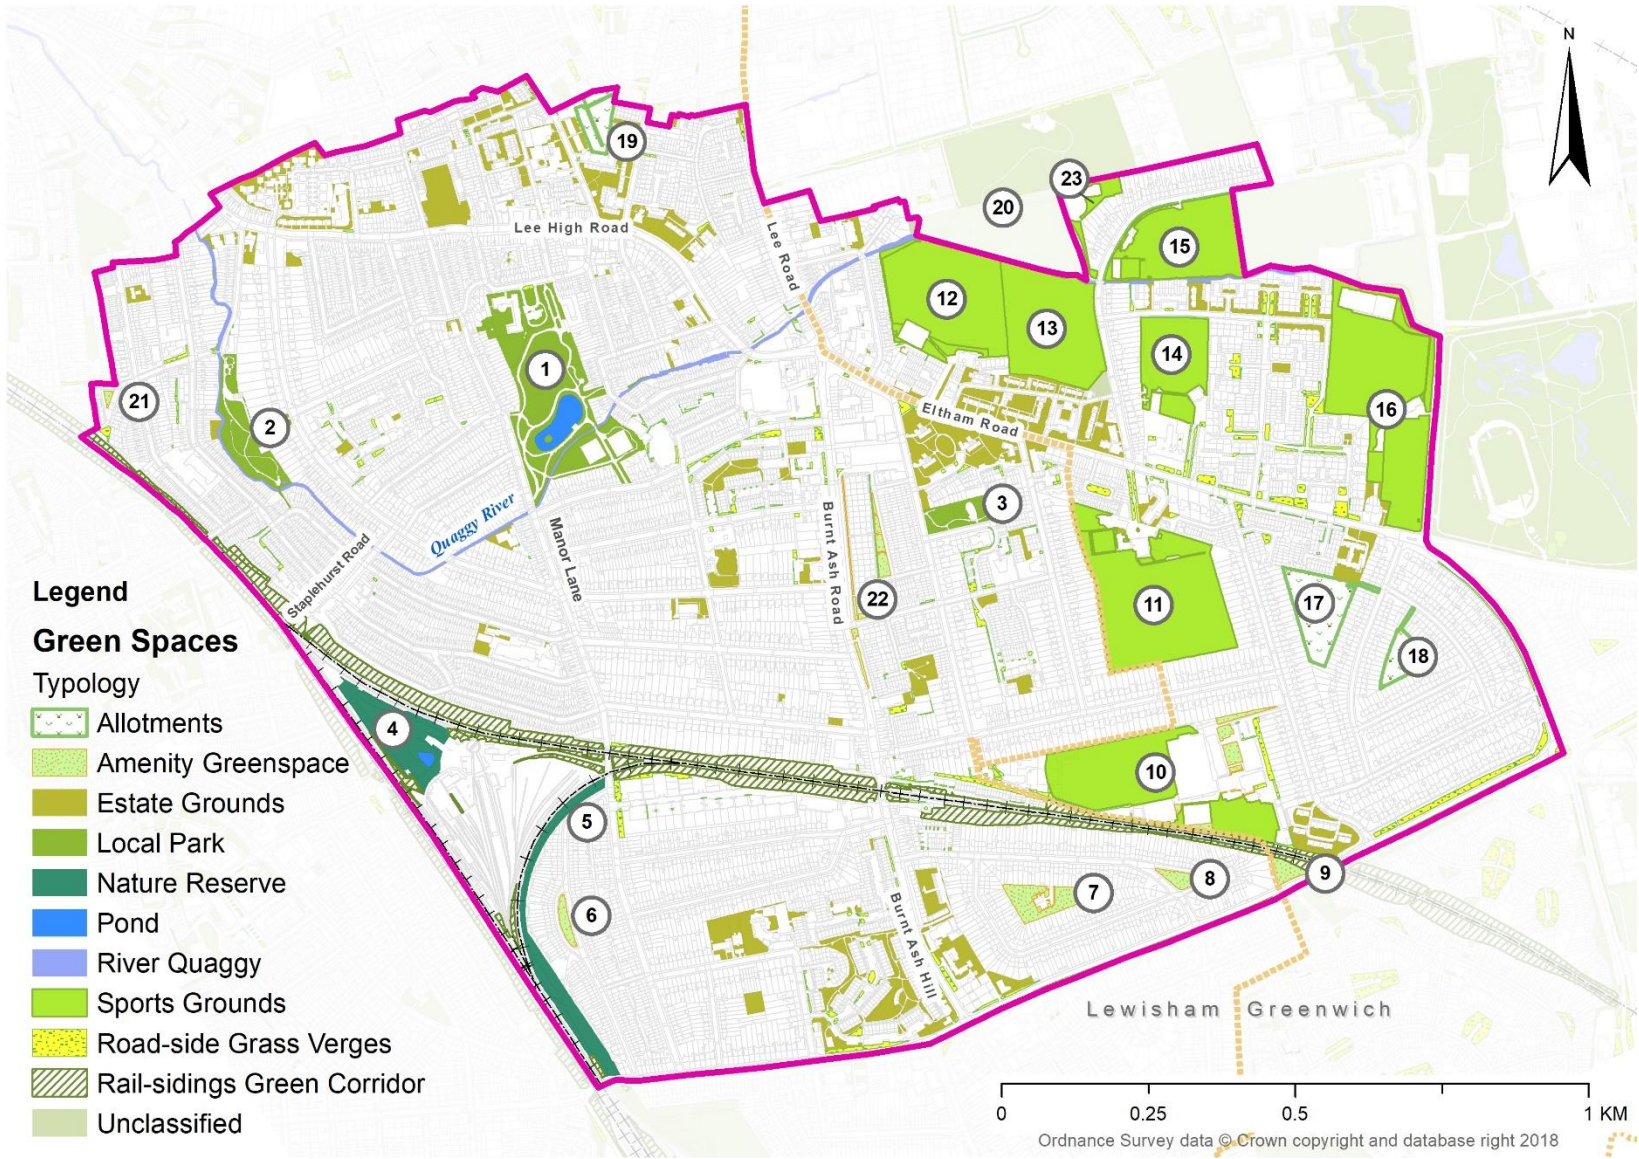 N
19
23
20
Lee High Road
Lee Road
15
12
13
14
1
21
2
16
Eltham Road
3
Quaggy River
Manor Lane
Burnt Ash Road
Staplehurst Road
22
11
17
18
4
10
5
6
7
8
9
Burnt Ash Hill
Lewisham Greenwich
Legend
Green Spaces
Typology
Allotments
Amenity Greenspace
Estate Grounds
Local Park
Nature Reserve
Pond
River Quaggy
Sports Grounds
Road-side Grass Verges
Rail-sidings Green Corridor
Unclassified
0 0.25 0.5 1 KM
Ordnance Survey data © Crown copyright and database right 2018